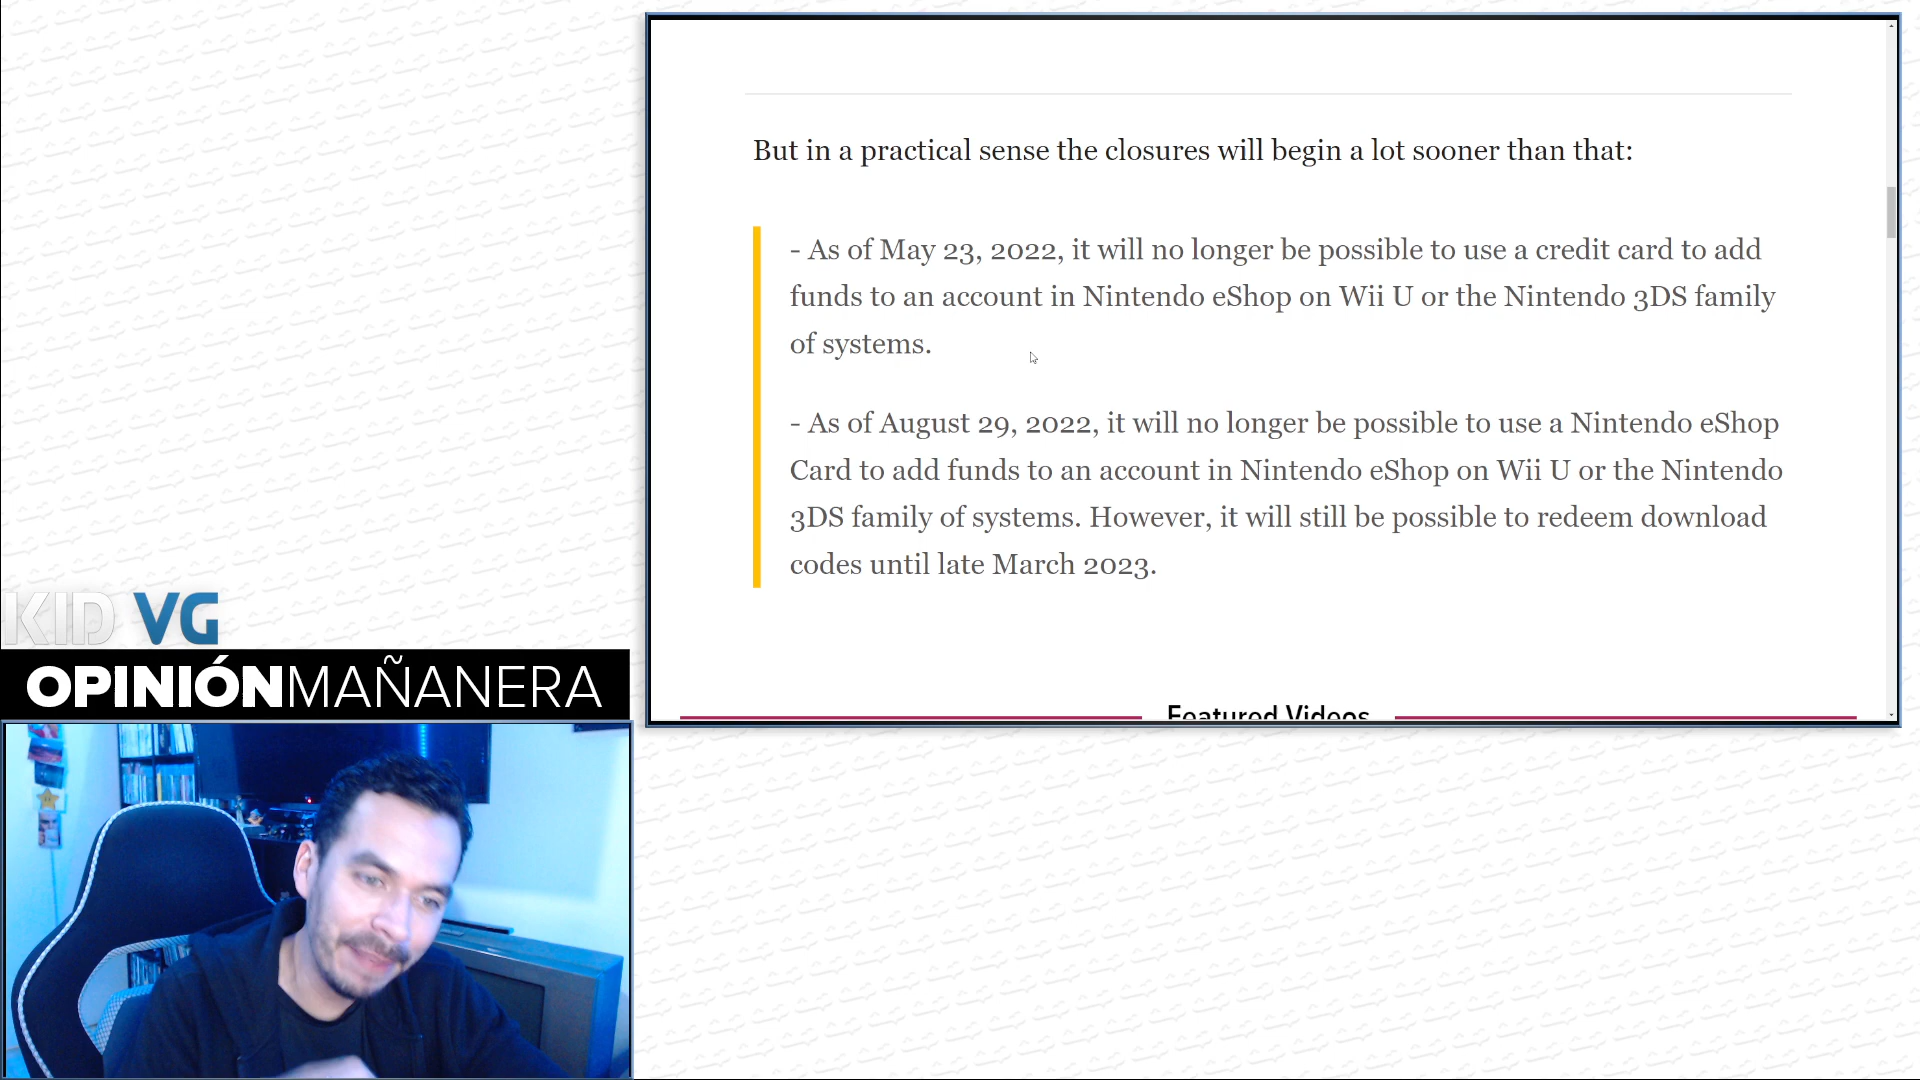 But in a practical sense the closures will begin a lot sooner than that:
- As of May 23, 2022, it will no longer be possible to use a credit card to add
funds to an account in Nintendo eShop on Wii U or the Nintendo 3DS family
of systems.
- As of August 29, 2022, it will no longer be possible to use a Nintendo eShop
Card to add funds to an account in Nintendo eShop on Wii U or the Nintendo
3DS family of systems. However, it will still be possible to redeem download
codes until late March 2023.
Featured Videos
KID VG
OPINIÓNMAÑANERA